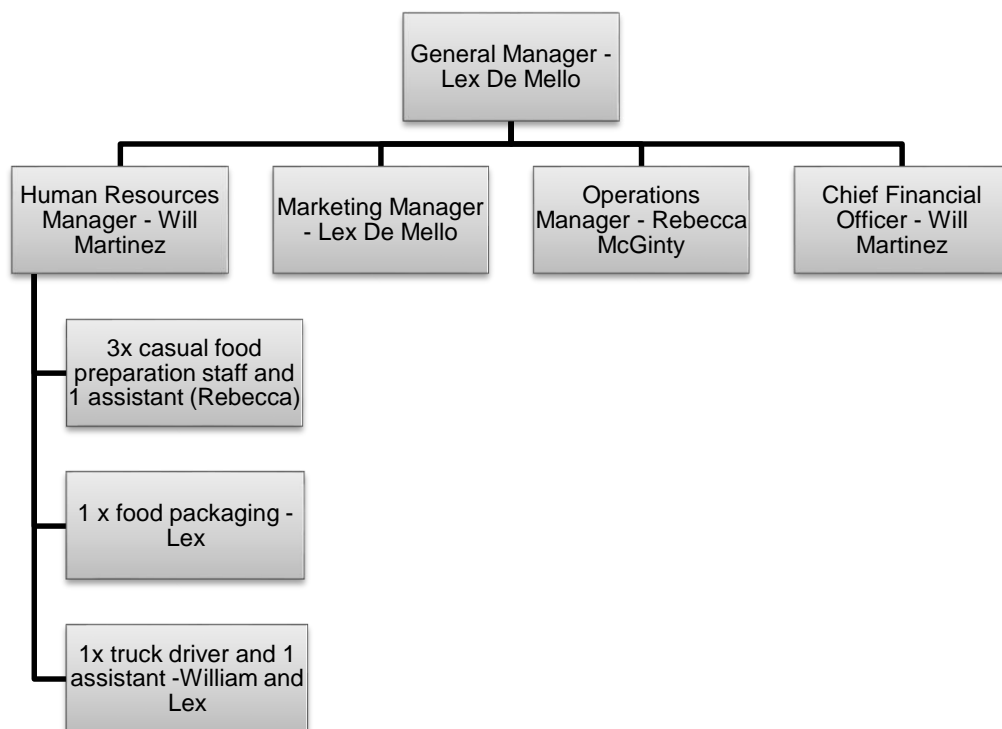 General Manager -
Lex De Mello
Human Resources
Manager - Will
Martinez
Marketing Manager
- Lex De Mello
Operations
Manager - Rebecca
McGinty
Chief Financial
Officer - Will
Martinez
3x casual food
preparation staff and
1 assistant (Rebecca)
1 x food packaging -
Lex
1x truck driver and 1
assistant -William and
Lex